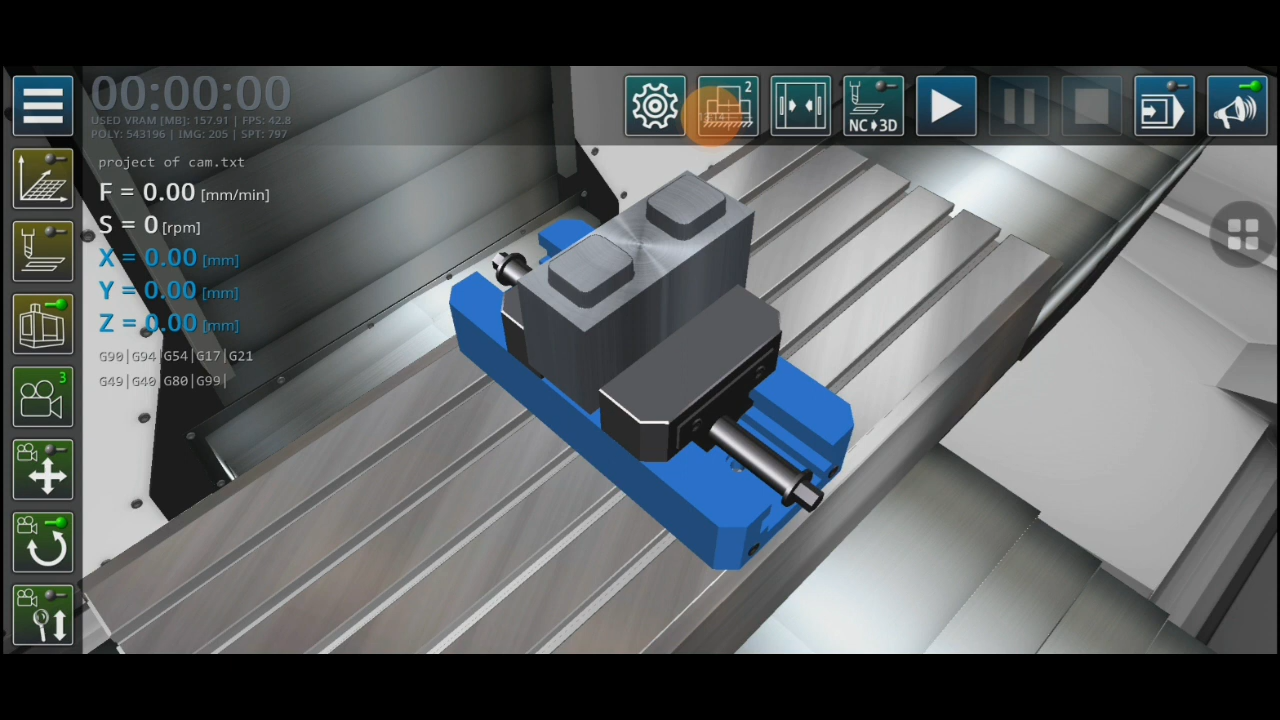 00:00:00
USED VRAM [MB]: 157.91 | FPS: 42.8
POLY: 543196 | IMG: 205 | SPT: 797
2
NC 3D
project of cam.txt
F = 0.00 [mm/min]
S = 0 [rpm]
X = 0.00 [mm]
Y = 0.00 [mm]
Z = 0.00 [mm]
G90|G94|G54|G17|G21
G49|G40|G80|G99|
3